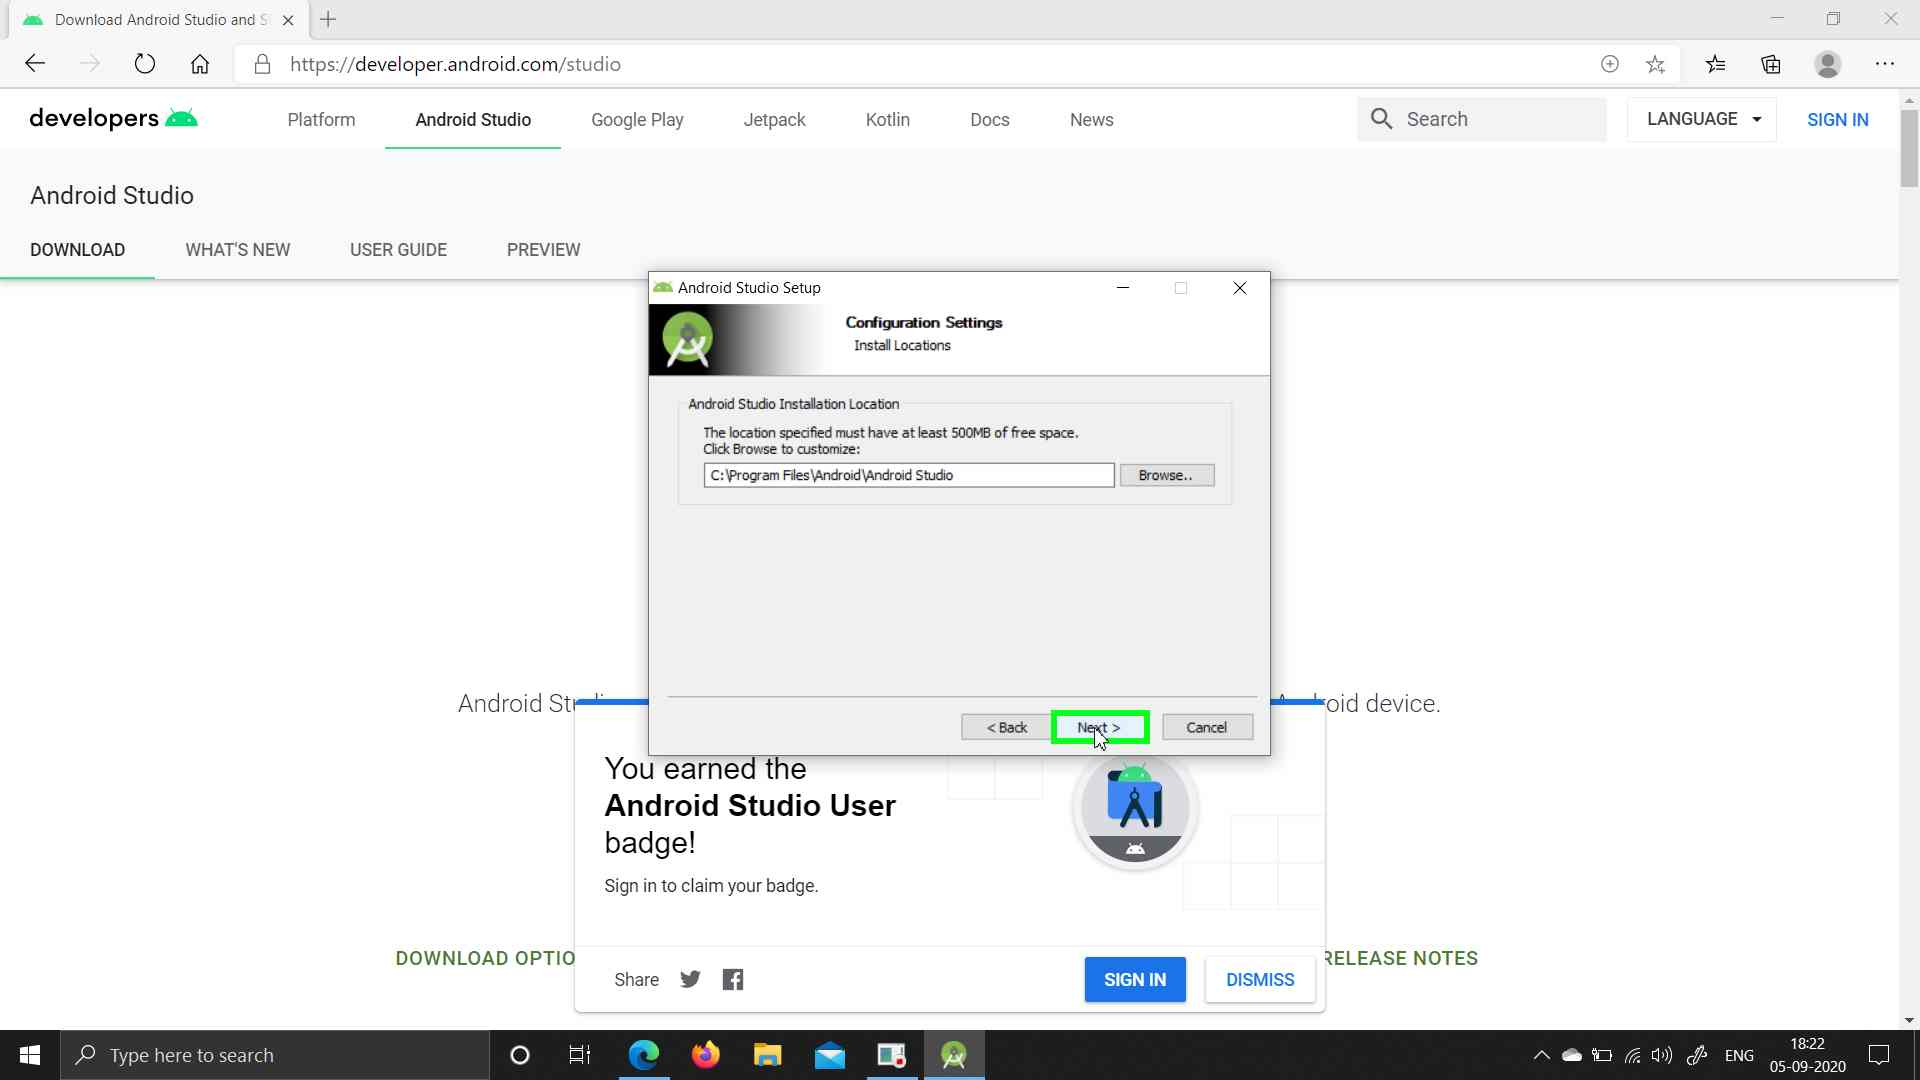 Download Android Studio and S
https://developer.android.com/studio
developers
Platform
Android Studio
Google Play
Jetpack
Kotlin
Docs
News
Search
LANGUAGE
SIGN IN
Android Studio
DOWNLOAD
WHAT'S NEW
USER GUIDE
PREVIEW
Android Studio Setup
Configuration Settings
Install Locations
Android Studio Installation Location
The location specified must have at least 500MB of free space.
Click Browse to customize:
C:\Program Files\Android\Android Studio
Browse..
Android
oid device.
< Back
Next >
Cancel
You earned the
Android Studio User
badge!
Sign in to claim your badge.
DOWNLOAD OPTIO
RELEASE NOTES
Share
SIGN IN
DISMISS
Type here to search
ENG
18:22
05-09-2020